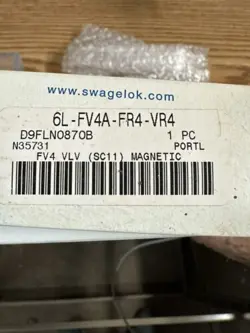 www.swagelok.com
6L-FV4A-FR4-VR4
D9FLN0870B 1 PC
N35731 PORTL
FV4 VLV (SC11) MAGNETIC